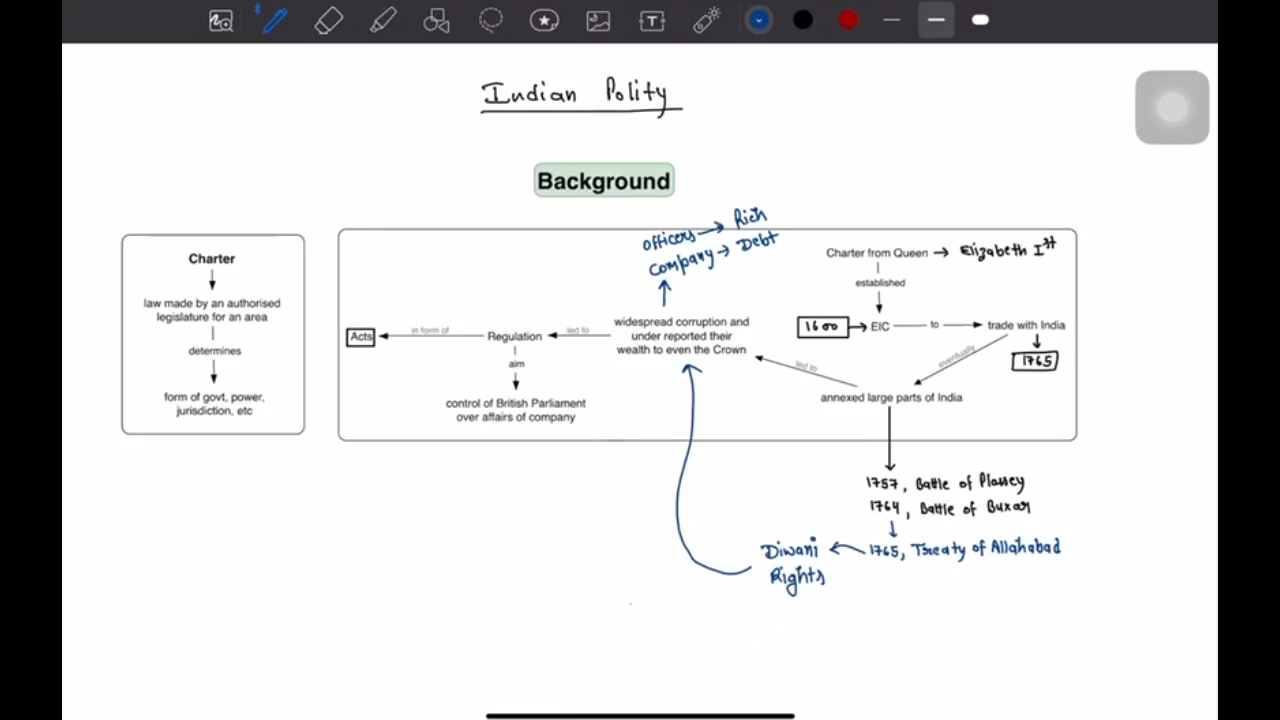 Indian Polity
Background
Charter
law made by an authorised
legislature for an area
determines
form of govt, power,
jurisdiction, etc
Officers → Rich
Company → Debt
Charter from Queen → Elizabeth Ist
established
1600 → EIC to trade with India
1765
eventually
annexed large parts of India
led to
widespread corruption and
under reported their
wealth to even the Crown
led to
Regulation
in form of
Acts
aim
control of British Parliament
over affairs of company
1757, Battle of Plassey
1764, Battle of Buxar
1765, Treaty of Allahabad
Diwani
Rights
T